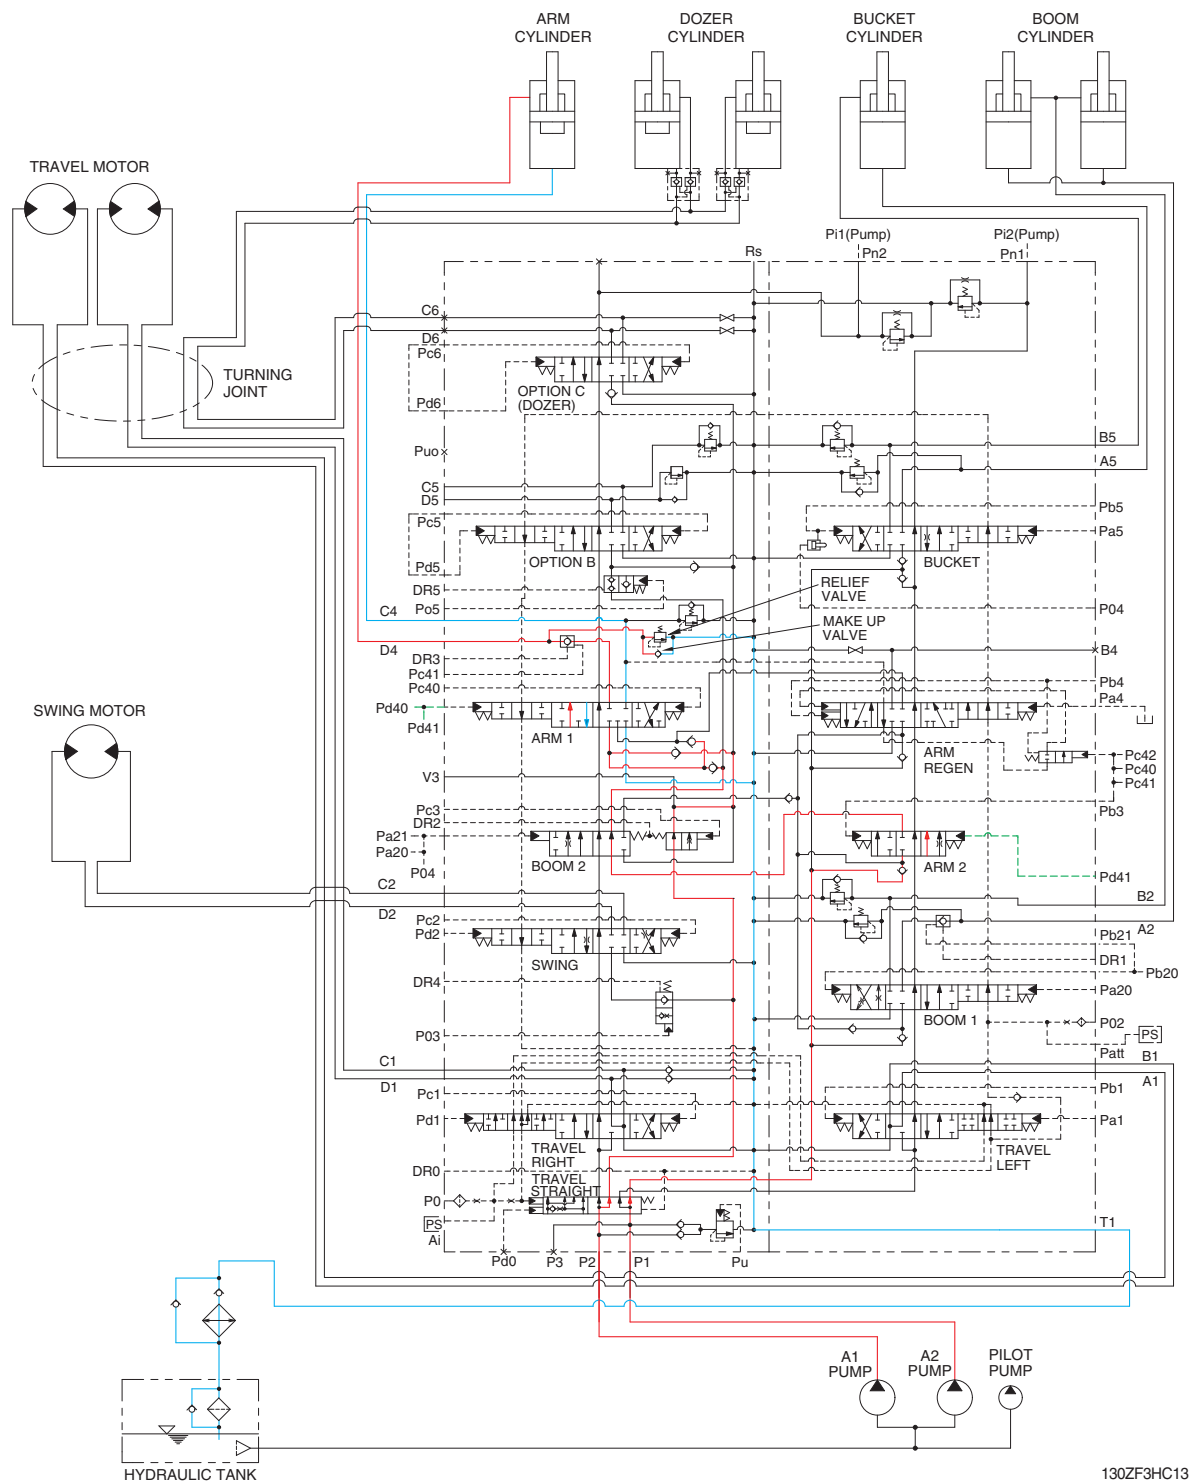 ARM
CYLINDER
DOZER
CYLINDER
BUCKET
CYLINDER
BOOM
CYLINDER
TRAVEL MOTOR
Pi1(Pump)
Pn2
Pi2(Pump)
Pn1
Rs
TURNING
JOINT
C6
D6
Pc6
Pd6
OPTION C
(DOZER)
Puo
B5
A5
C5
D5
Pc5
Pd5
OPTION B
Pb5
Pa5
BUCKET
DR5
Po5
RELIEF
VALVE
P04
C4
MAKE UP
VALVE
D4
B4
DR3
Pc41
Pc40
Pb4
Pa4
Pd40
Pd41
ARM 1
ARM
REGEN
Pc42
Pc40
Pc41
SWING MOTOR
V3
Pc3
DR2
Pb3
Pa21
Pa20
P04
BOOM 2
ARM 2
Pd41
C2
B2
D2
A2
Pc2
Pd2
SWING
Pb21
DR1
Pb20
DR4
Pa20
BOOM 1
P03
P02
PS
Patt
C1
B1
D1
A1
Pc1
Pb1
Pd1
Pa1
TRAVEL
RIGHT
TRAVEL
LEFT
DR0
TRAVEL
STRAIGHT
P0
PS
Ai
T1
Pd0
P3
P2
P1
Pu
A1
PUMP
A2
PUMP
PILOT
PUMP
HYDRAULIC TANK
130ZF3HC13